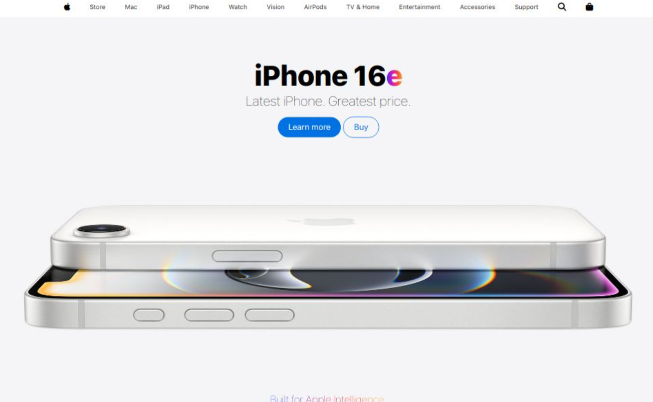 Store Mac iPad iPhone Watch Vision AirPods TV & Home Entertainment Accessories Support
iPhone 16e
Latest iPhone. Greatest price.
Learn more Buy
Built for Apple Intelligence.